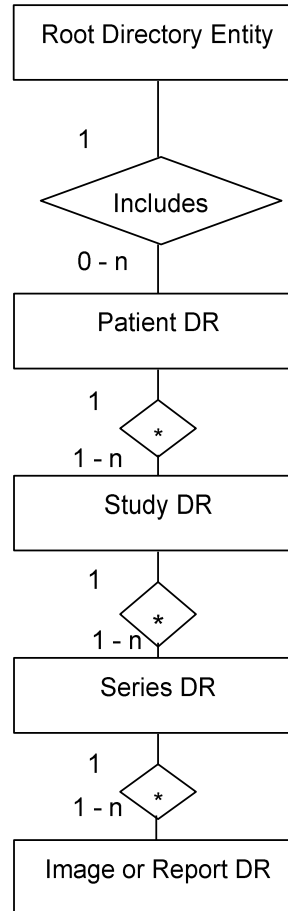 Root Directory Entity
1
Includes
0 - n
Patient DR
1
*
1 - n
Study DR
1
*
1 - n
Series DR
1
*
1 - n
Image or Report DR